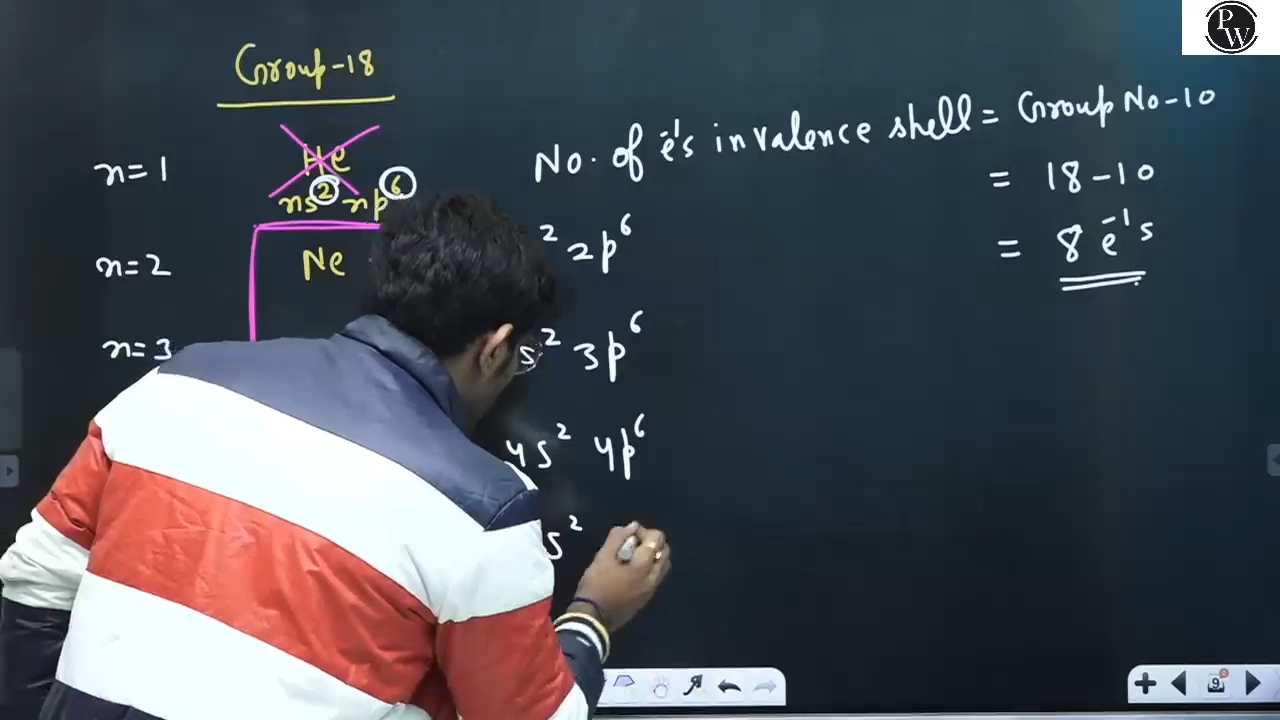 PW
Group-18
No. of e⁻'s in valence shell = Group No-10
n=1 He = 18-10
ns² np⁶
= 8 e⁻'s
n=2 Ne ² 2p⁶
n=3 s² 3p⁶
4s² 4p⁶
s²
9